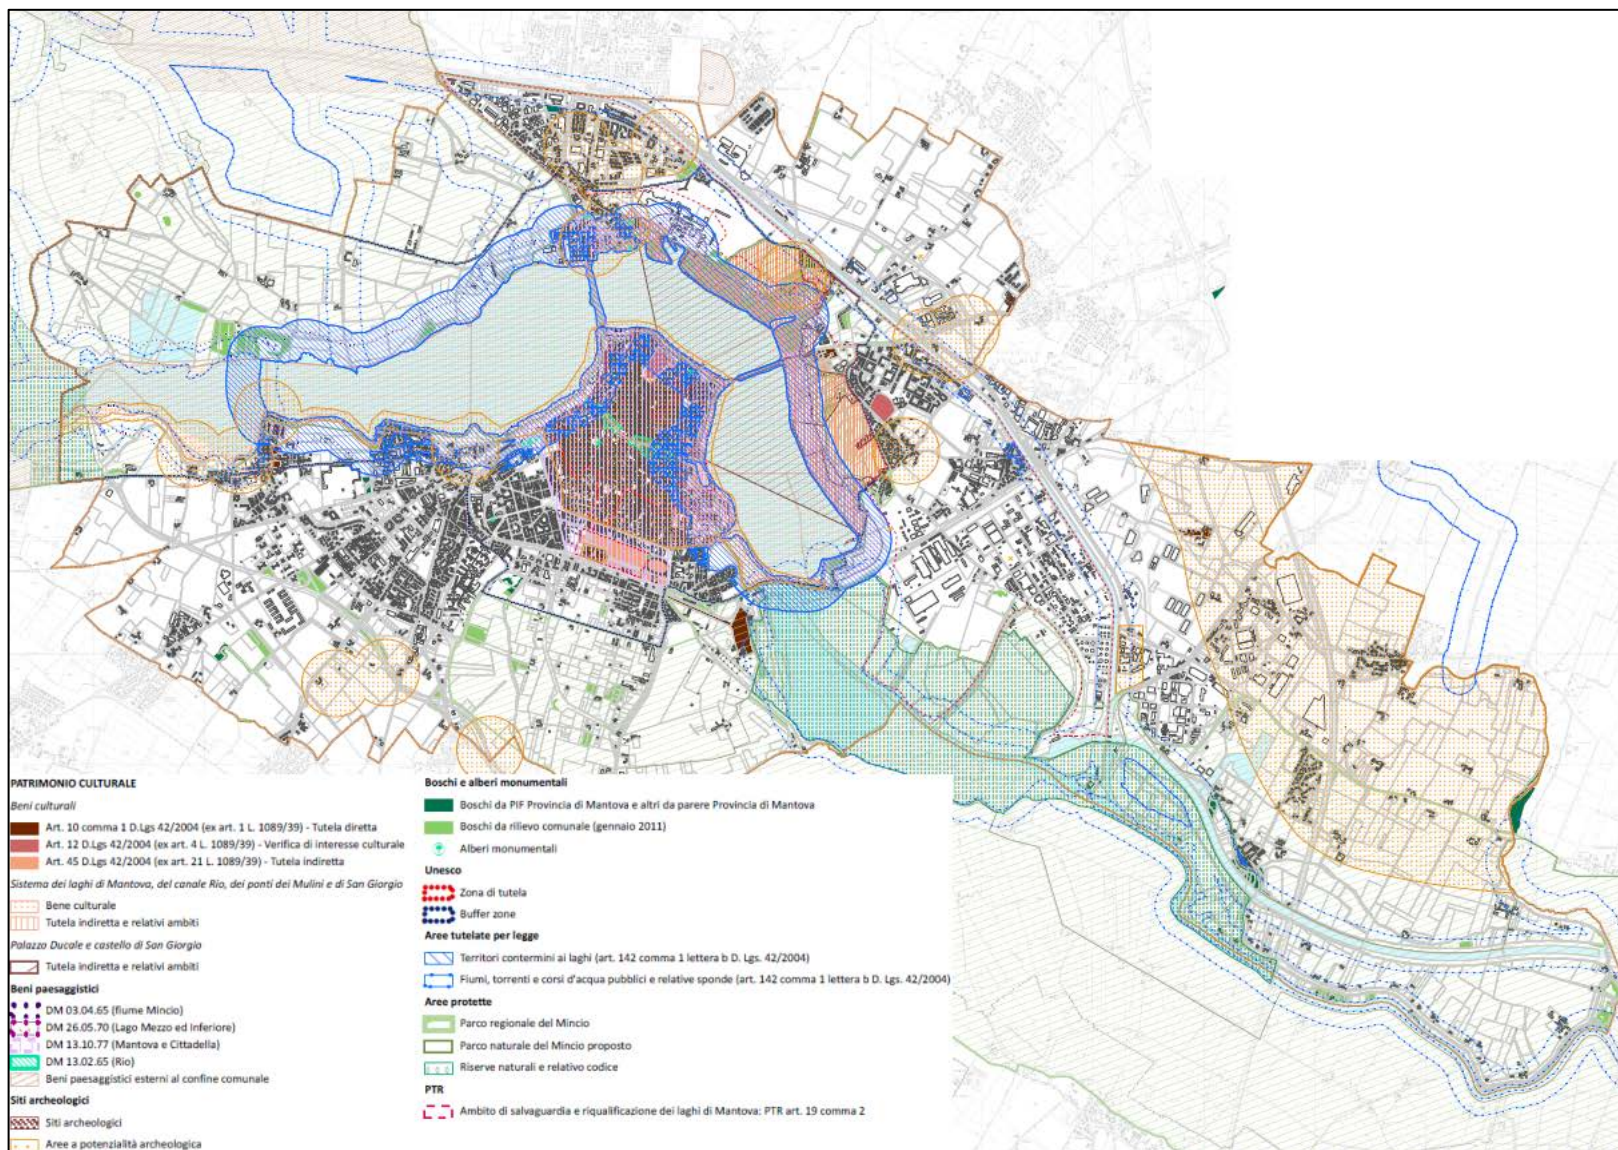 PATRIMONIO CULTURALE
Beni culturali
Art. 10 comma 1 D.Lgs 42/2004 (ex art. 1 L. 1089/39) - Tutela diretta
Art. 12 D.Lgs 42/2004 (ex art. 4 L. 1089/39) - Verifica di interesse culturale
Art. 45 D.Lgs 42/2004 (ex art. 21 L. 1089/39) - Tutela indiretta
Sistema dei laghi di Mantova, del canale Rio, dei ponti dei Mulini e di San Giorgio
Bene culturale
Tutela indiretta e relativi ambiti
Palazzo Ducale e castello di San Giorgio
Tutela indiretta e relativi ambiti
Beni paesaggistici
DM 03.04.65 (fiume Mincio)
DM 26.05.70 (Lago Mezzo ed Inferiore)
DM 13.10.77 (Mantova e Cittadella)
DM 13.02.65 (Rio)
Beni paesaggistici esterni al confine comunale
Siti archeologici
Siti archeologici
Aree a potenzialità archeologica
Boschi e alberi monumentali
Boschi da PIF Provincia di Mantova e altri da parere Provincia di Mantova
Boschi da rilievo comunale (gennaio 2011)
Alberi monumentali
Unesco
Zona di tutela
Buffer zone
Aree tutelate per legge
Territori contermini ai laghi (art. 142 comma 1 lettera b D. Lgs. 42/2004)
Fiumi, torrenti e corsi d'acqua pubblici e relative sponde (art. 142 comma 1 lettera b D. Lgs. 42/2004)
Aree protette
Parco regionale del Mincio
Parco naturale del Mincio proposto
Riserve naturali e relativo codice
PTR
Ambito di salvaguardia e riqualificazione dei laghi di Mantova: PTR art. 19 comma 2